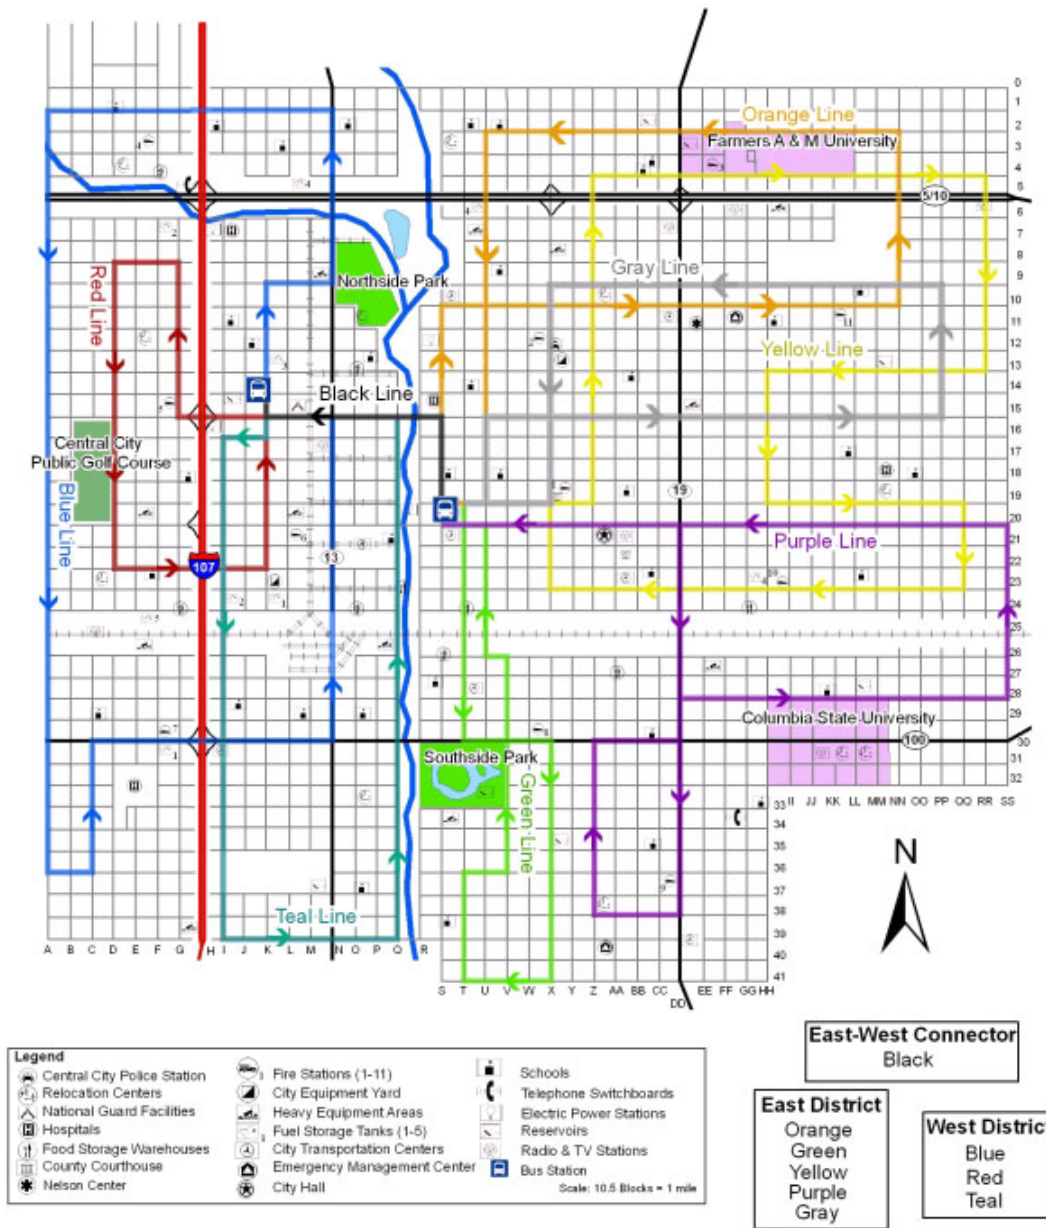 0
1
2
3
4
5
6
7
8
9
10
11
12
13
14
15
16
17
18
19
20
21
22
23
24
25
26
27
28
29
30
31
32
33
34
35
36
37
38
39
40
41
Orange Line
Farmers A & M University
5/10
Red Line
Northside Park
Gray Line
Yellow Line
Black Line
Central City
Public Golf Course
Blue Line
19
Purple Line
107
13
Columbia State University
100
Southside Park
Green Line
Teal Line
A B C D E F G H I J K L M N O P Q R
S T U V W X Y Z AA BB CC DD EE FF GG HH
II JJ KK LL MM NN OO PP QQ RR SS
N
Legend
Central City Police Station
Relocation Centers
National Guard Facilities
Hospitals
Food Storage Warehouses
County Courthouse
Nelson Center
Fire Stations (1-11)
City Equipment Yard
Heavy Equipment Areas
Fuel Storage Tanks (1-5)
City Transportation Centers
Emergency Management Center
City Hall
Schools
Telephone Switchboards
Electric Power Stations
Reservoirs
Radio & TV Stations
Bus Station
Scale: 10.5 Blocks = 1 mile
East-West Connector
Black
East District
Orange
Green
Yellow
Purple
Gray
West District
Blue
Red
Teal